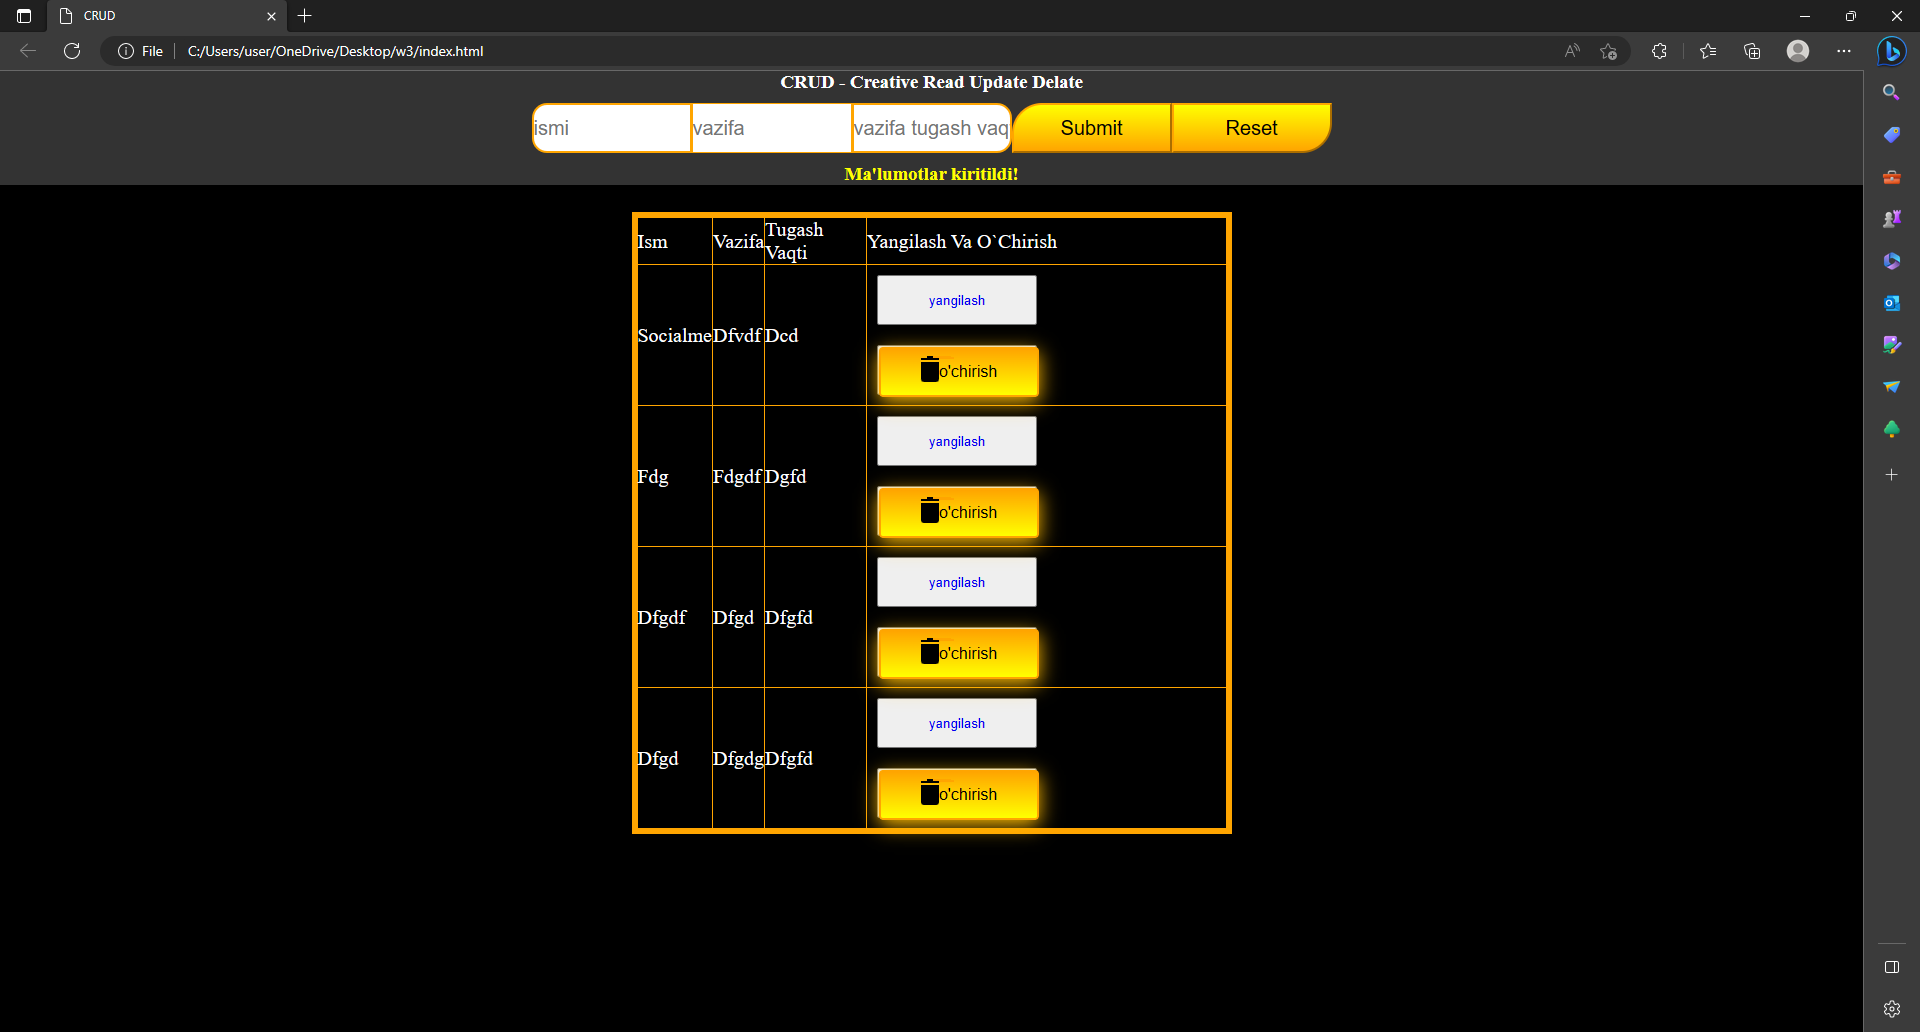 CRUD
File
C:/Users/user/OneDrive/Desktop/w3/index.html
CRUD - Creative Read Update Delate
ismi
vazifa
vazifa tugash vaq
Submit
Reset
Ma'lumotlar kiritildi!
Ism
Vazifa
Tugash
Vaqti
Yangilash Va O`Chirish
Socialme
Dfvdf
Dcd
yangilash
o'chirish
Fdg
Fdgdf
Dgfd
yangilash
o'chirish
Dfgdf
Dfgd
Dfgfd
yangilash
o'chirish
Dfgd
Dfgdg
Dfgfd
yangilash
o'chirish